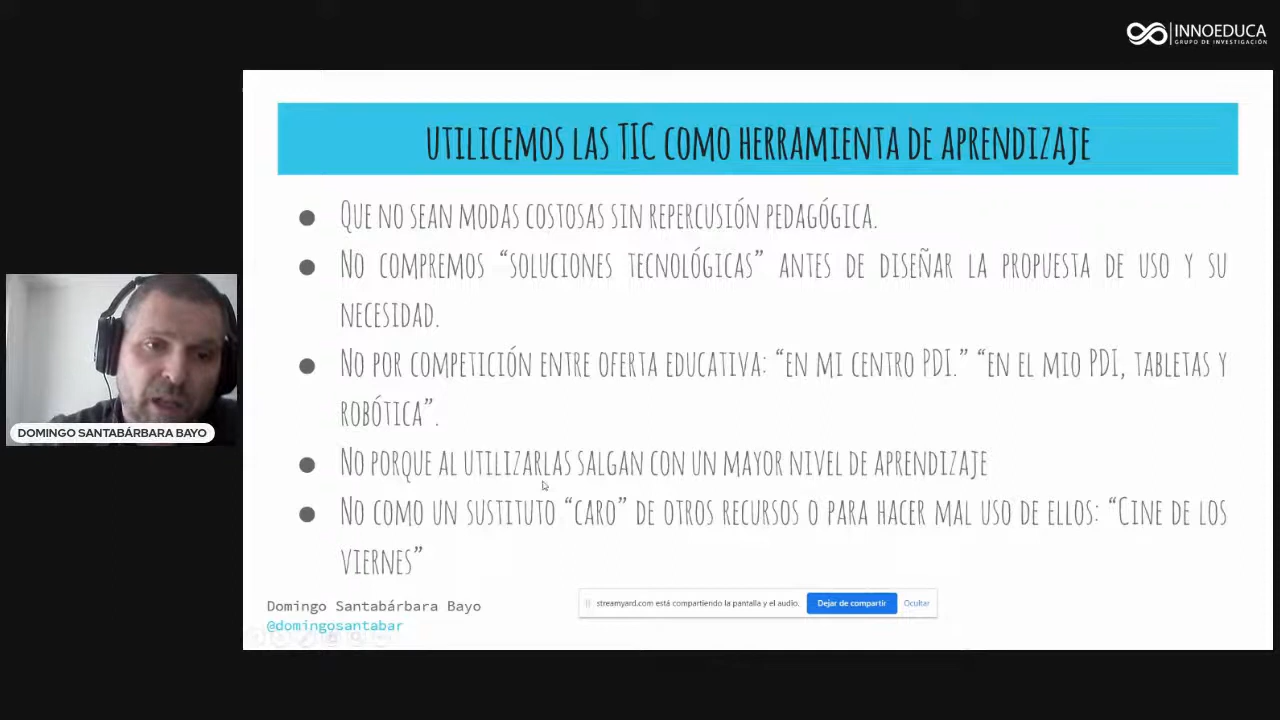 INNOEDUCA
GRUPO DE INVESTIGACIÓN
UTILICEMOS LAS TIC COMO HERRAMIENTA DE APRENDIZAJE
QUE NO SEAN MODAS COSTOSAS SIN REPERCUSIÓN PEDAGÓGICA.
NO COMPREMOS “SOLUCIONES TECNOLÓGICAS” ANTES DE DISEÑAR LA PROPUESTA DE USO Y SU
NECESIDAD.
NO POR COMPETICIÓN ENTRE OFERTA EDUCATIVA: “EN MI CENTRO PDI.” “EN EL MIO PDI, TABLETAS Y
ROBÓTICA”.
NO PORQUE AL UTILIZARLAS SALGAN CON UN MAYOR NIVEL DE APRENDIZAJE
NO COMO UN SUSTITUTO “CARO” DE OTROS RECURSOS O PARA HACER MAL USO DE ELLOS: “CINE DE LOS
VIERNES”
DOMINGO SANTABÁRBARA BAYO
Domingo Santabárbara Bayo
@domingosantabar
streamyard.com está compartiendo la pantalla y el audio.
Dejar de compartir
Ocultar